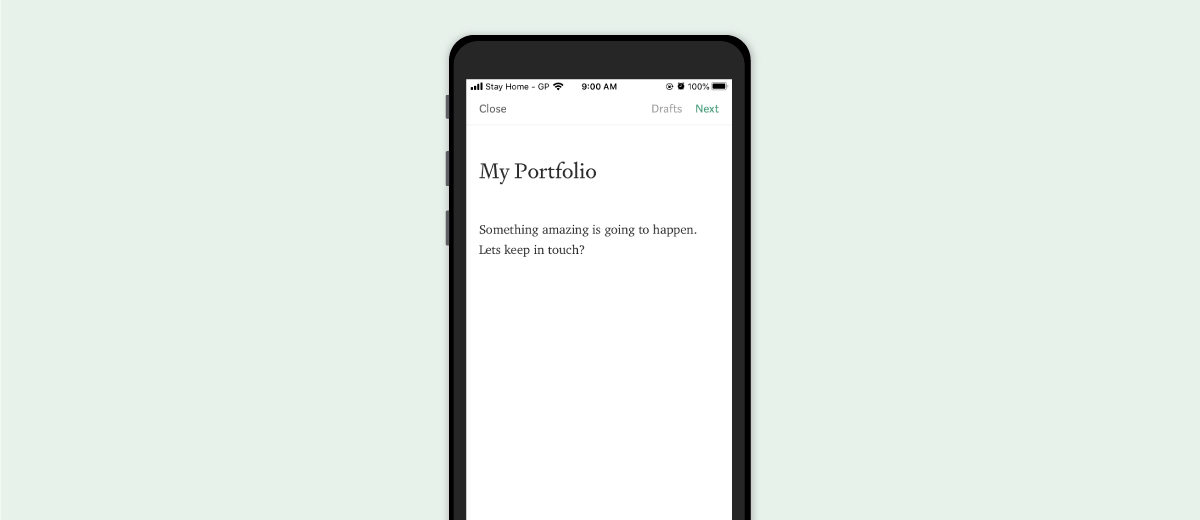 Stay Home - GP 9:00 AM 100%
Close Drafts Next
My Portfolio
Something amazing is going to happen.
Lets keep in touch?